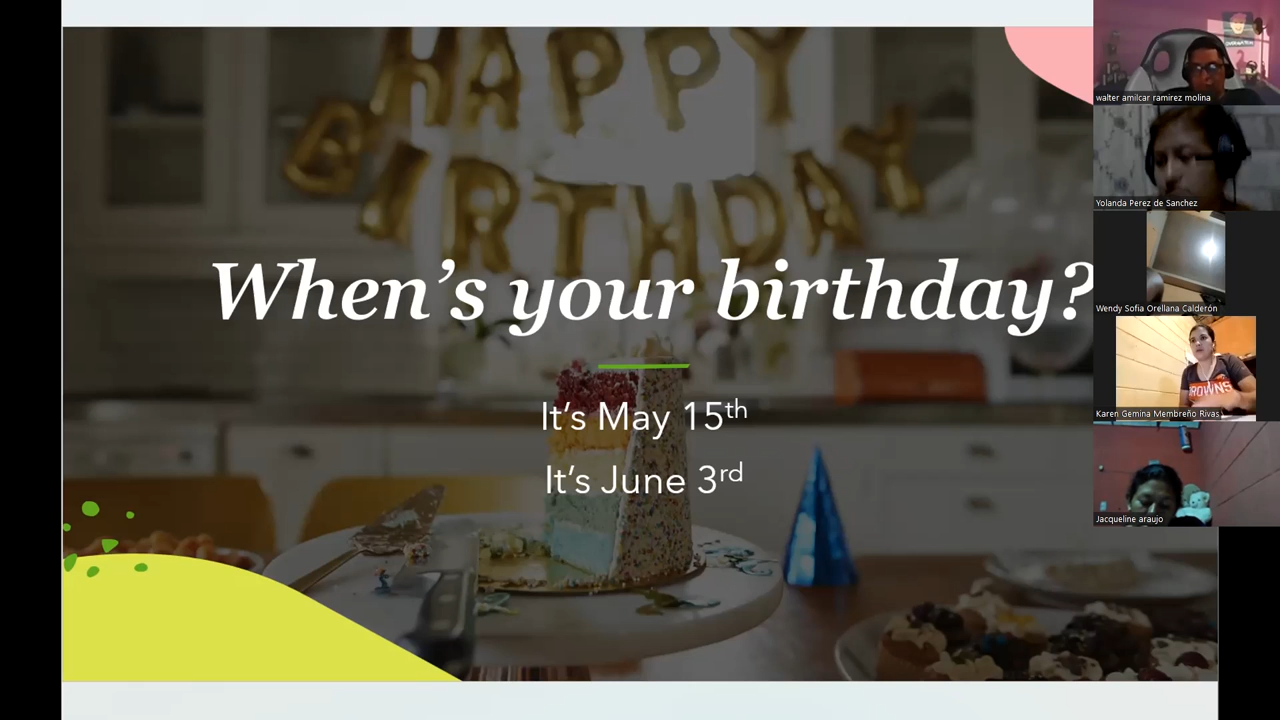 HAPPY
BIRTHDAY
When's your birthday?
It's May 15th
It's June 3rd
walter amilcar ramirez molina
Yolanda Perez de Sanchez
Wendy Sofia Orellana Calderón
Karen Gemina Membreño Rivas
BROWNS
Jacqueline araujo